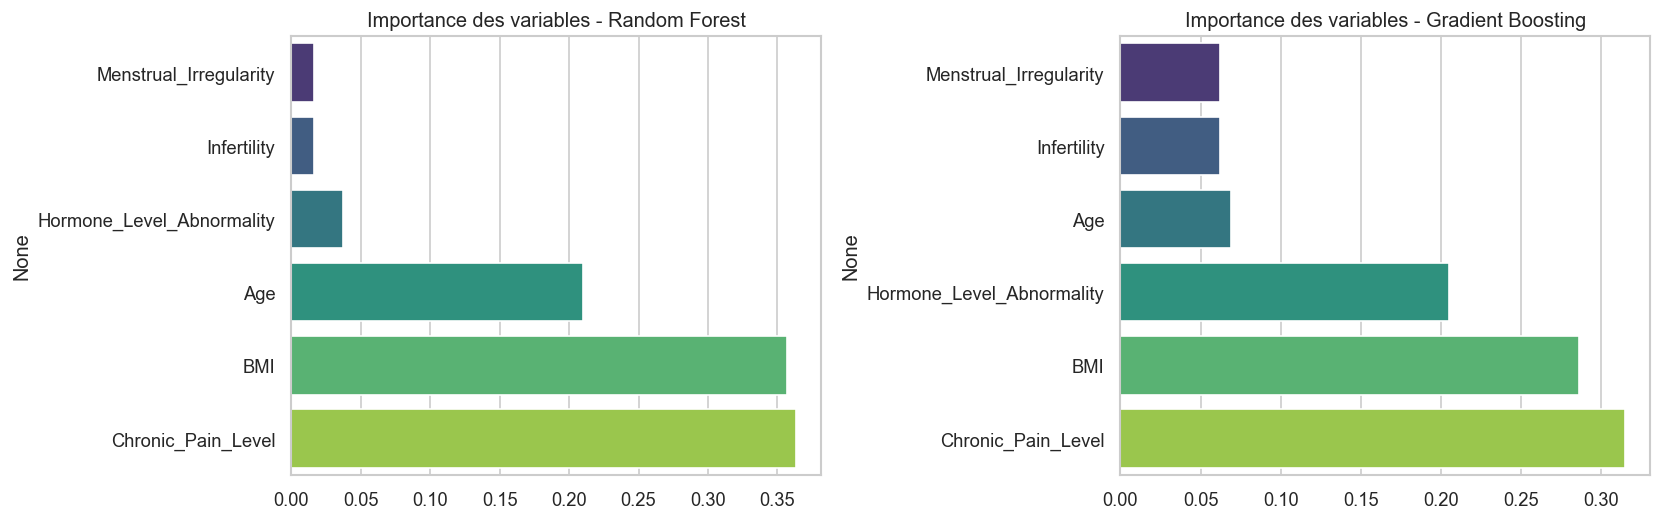 Importance des variables - Random Forest
Menstrual_Irregularity
Infertility
Hormone_Level_Abnormality
Age
BMI
Chronic_Pain_Level
None
0.00 0.05 0.10 0.15 0.20 0.25 0.30 0.35
Importance des variables - Gradient Boosting
Menstrual_Irregularity
Infertility
Age
Hormone_Level_Abnormality
BMI
Chronic_Pain_Level
None
0.00 0.05 0.10 0.15 0.20 0.25 0.30